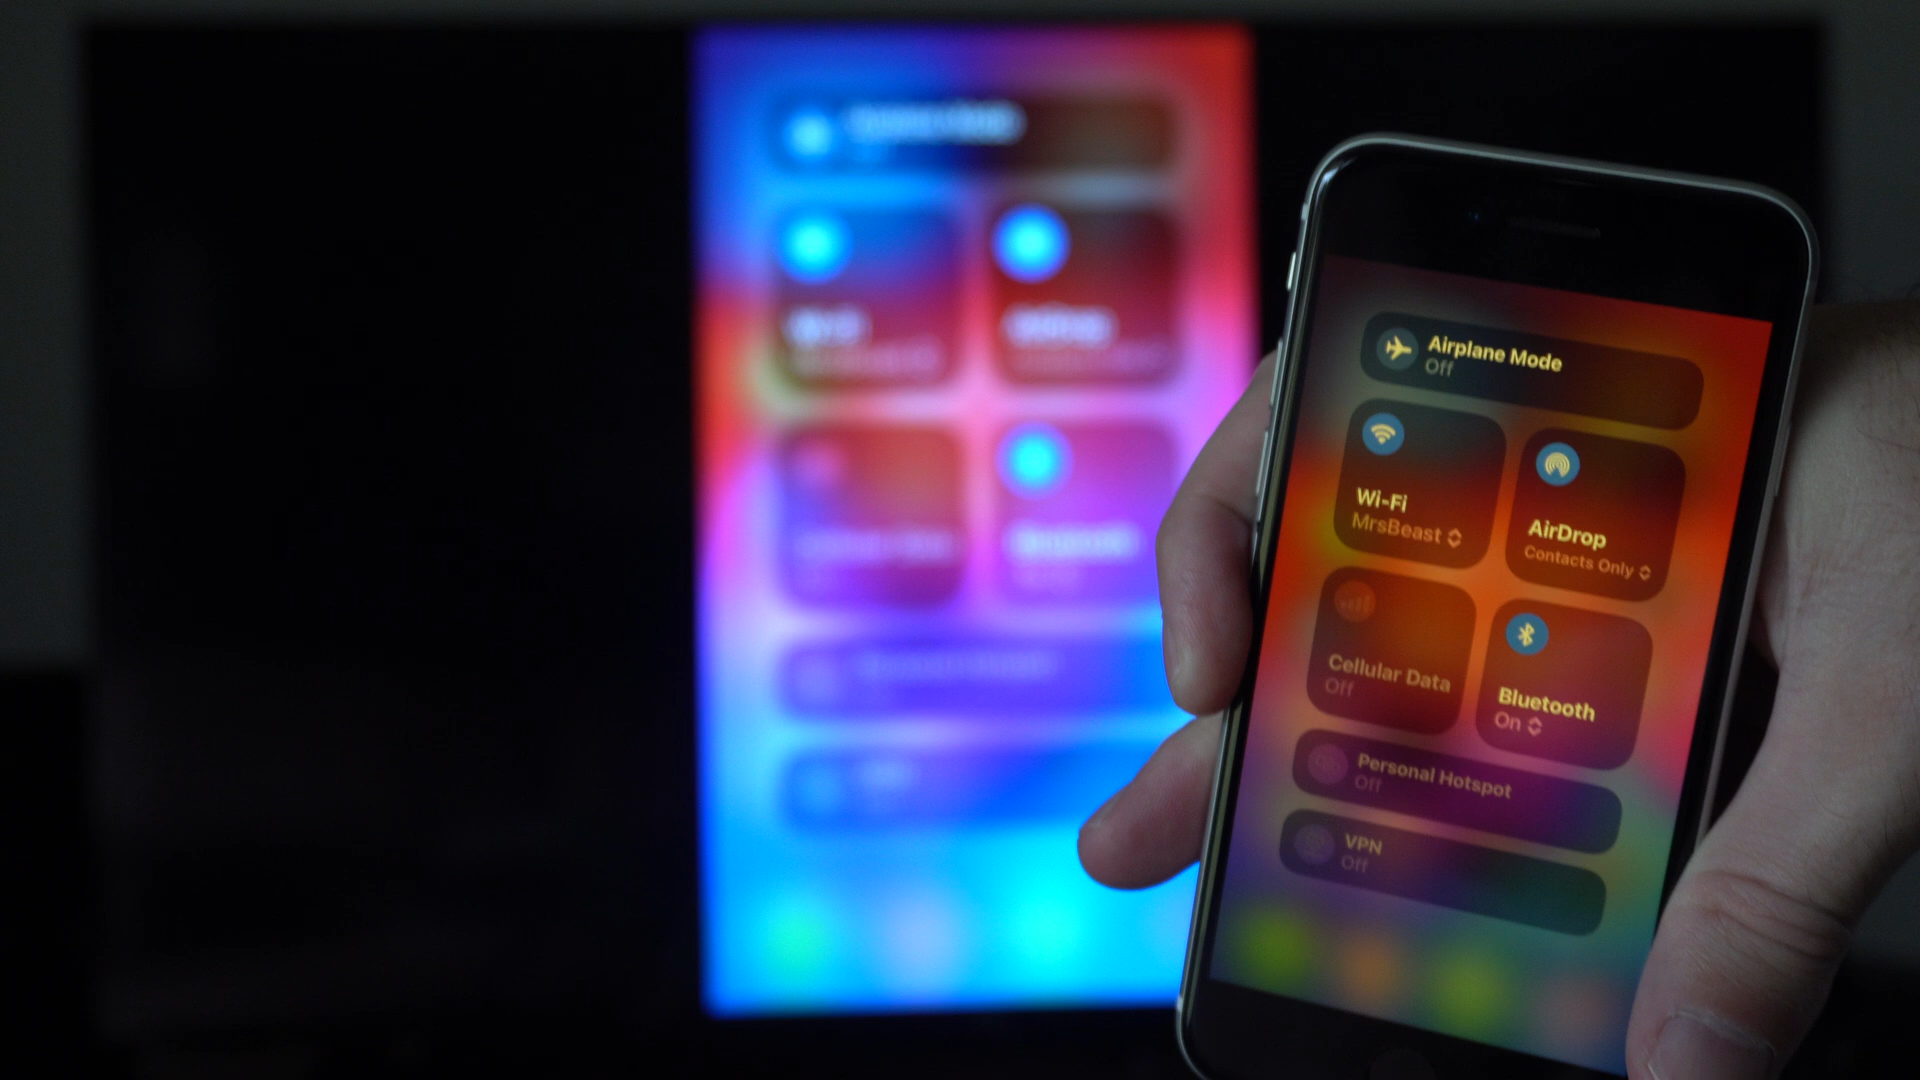 Airplane Mode
Off
Wi-Fi
MrsBeast
AirDrop
Contacts Only
Cellular Data
Off
Bluetooth
On
Personal Hotspot
Off
VPN
Off